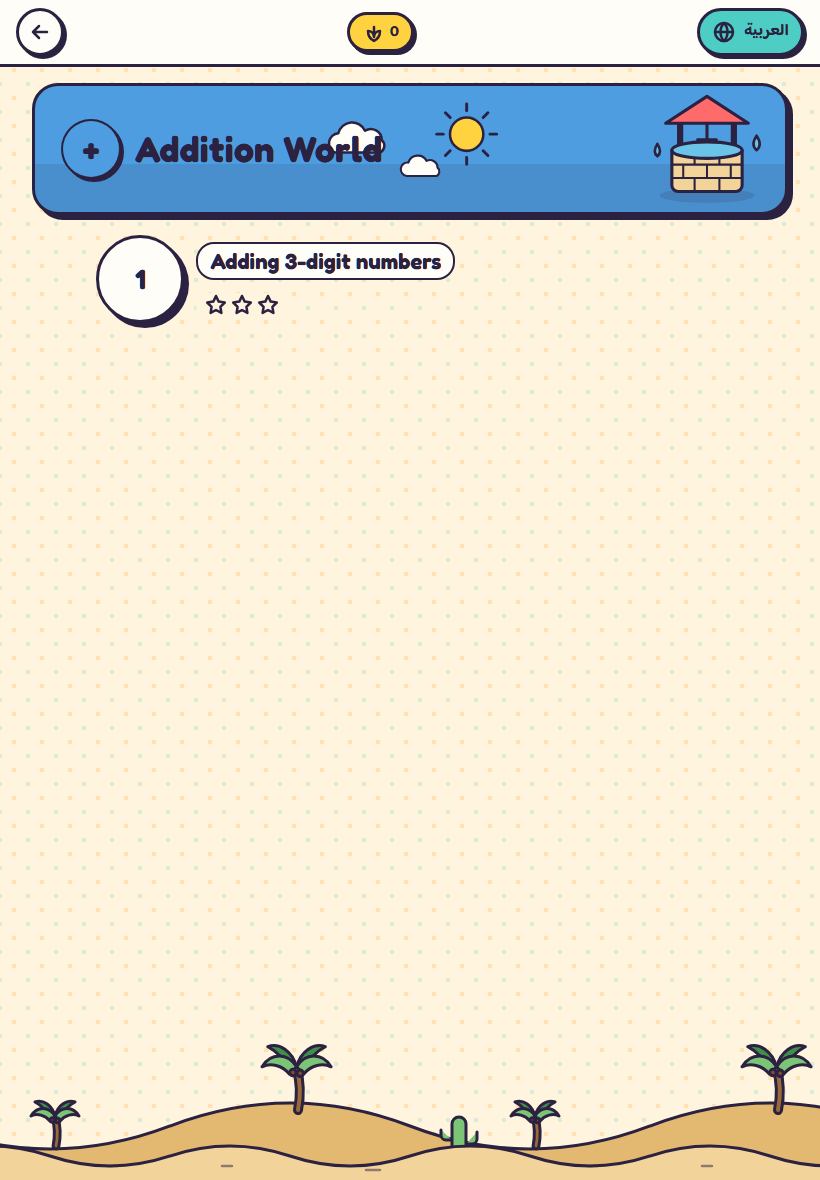 0
العربية
+ Addition World
1
Adding 3-digit numbers